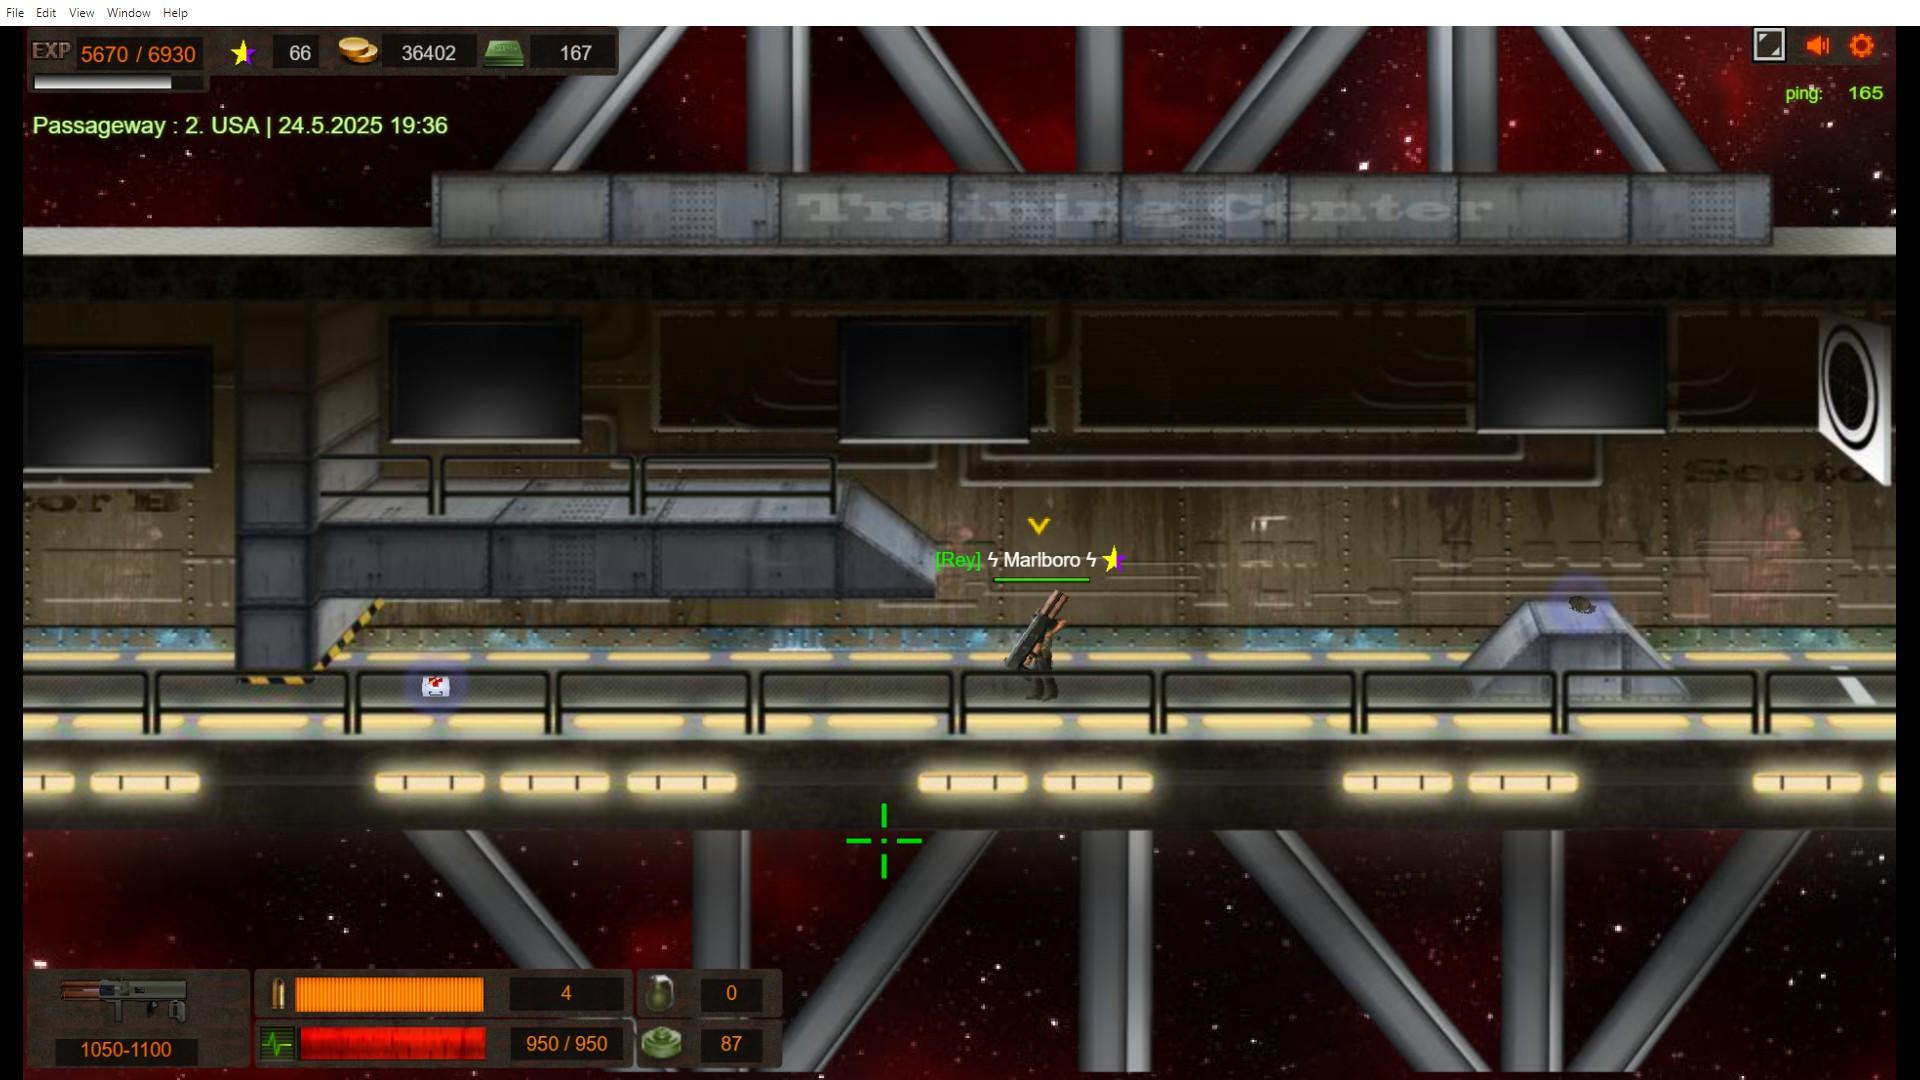 File Edit View Window Help
EXP 5670 / 6930 66 36402 167
ping: 165
Passageway : 2. USA | 24.5.2025 19:36
Training Center
or B
[Rey] ϟ Marlboro ϟ
4 0
1050-1100 950 / 950 87